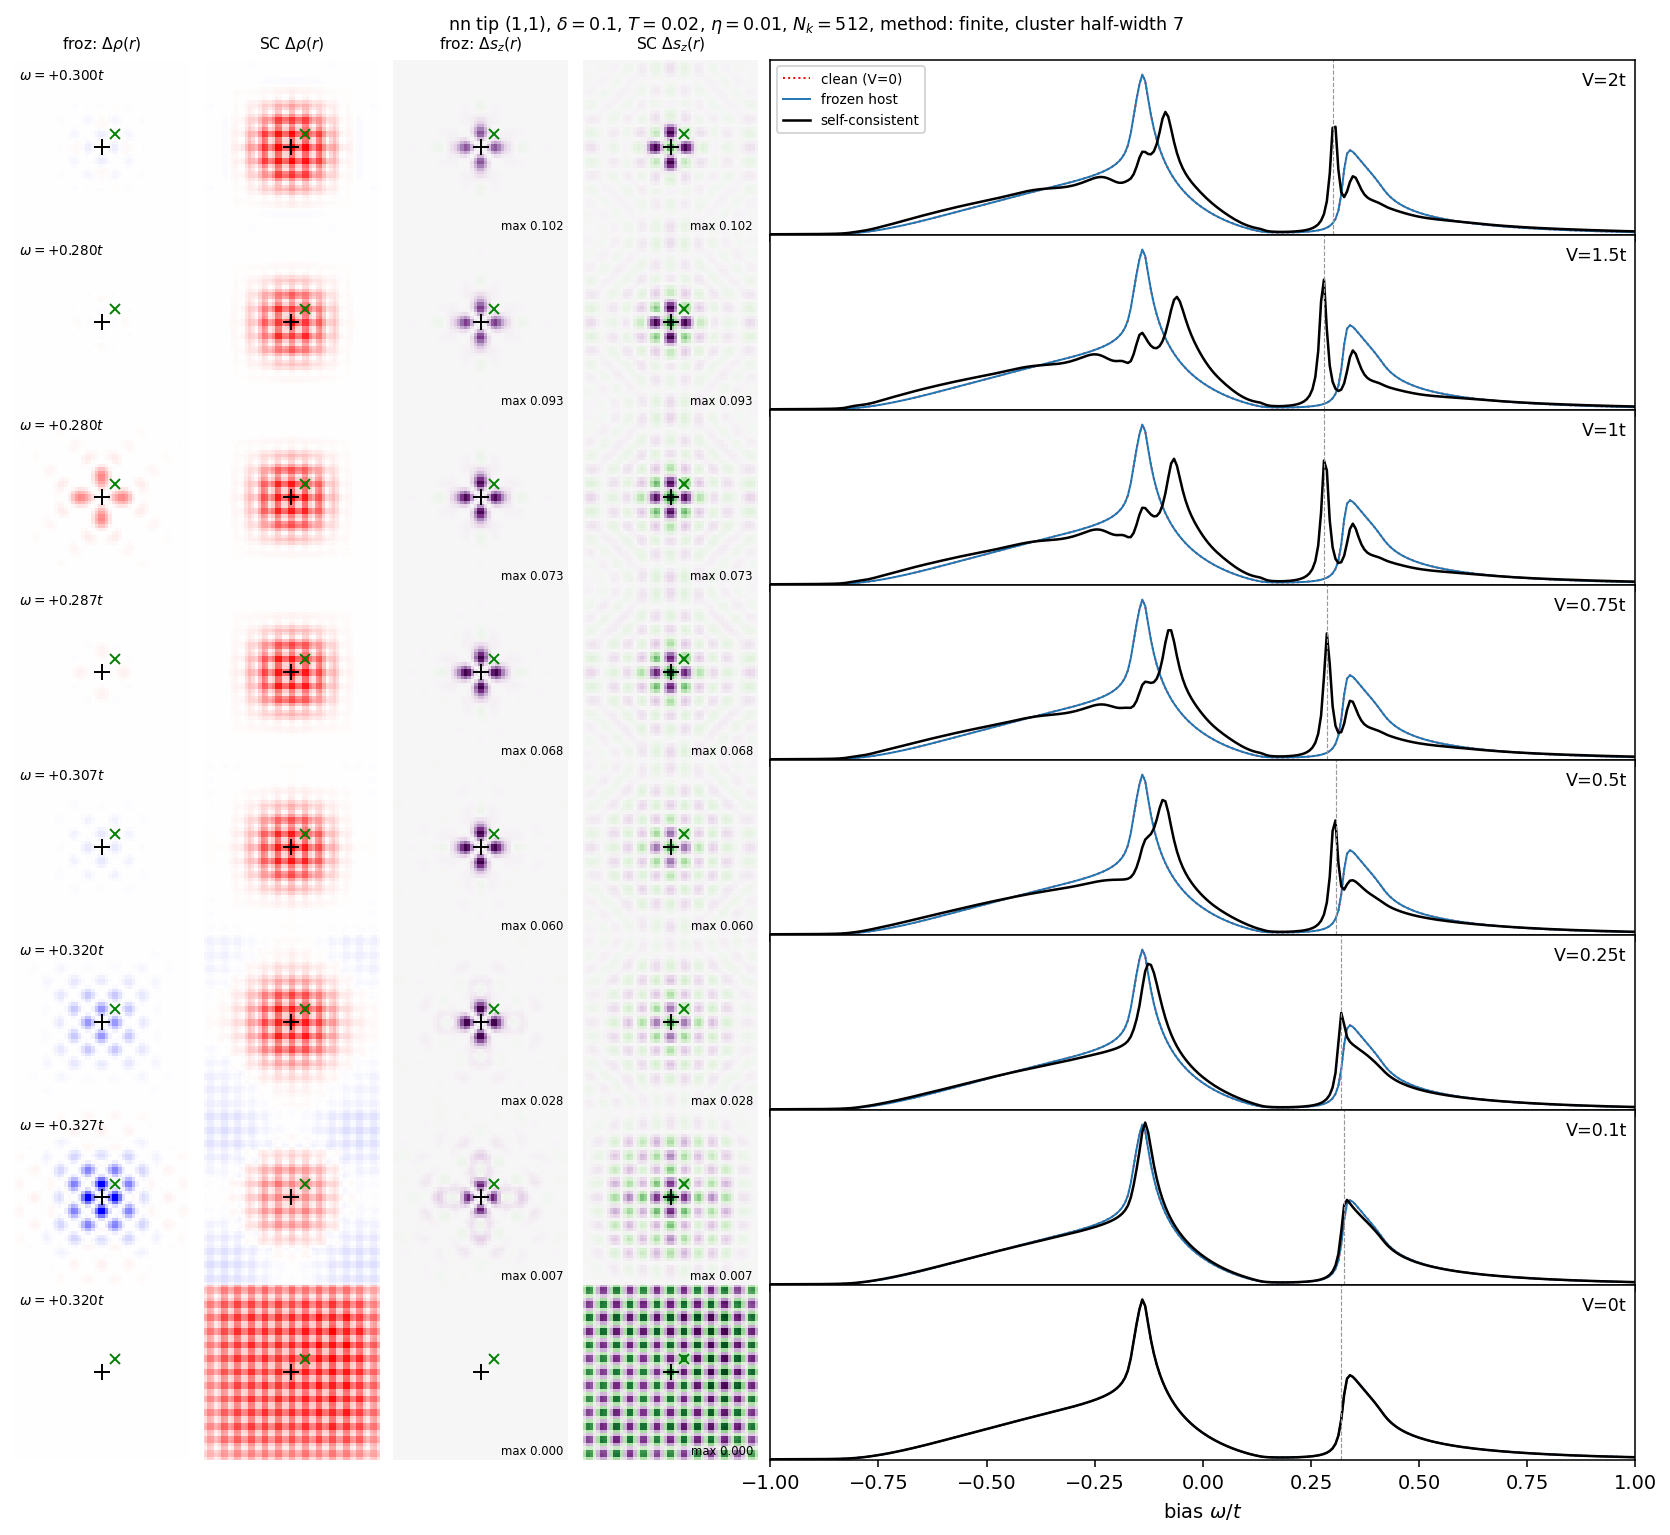 nn tip (1,1), δ = 0.1, T = 0.02, η = 0.01, N_k = 512, method: finite, cluster half-width 7
froz: Δρ(r)
SC Δρ(r)
froz: Δs_z(r)
SC Δs_z(r)
ω = +0.300t
max 0.102
max 0.102
clean (V=0)
frozen host
self-consistent
V=2t
ω = +0.280t
max 0.093
max 0.093
V=1.5t
ω = +0.280t
max 0.073
max 0.073
V=1t
ω = +0.287t
max 0.068
max 0.068
V=0.75t
ω = +0.307t
max 0.060
max 0.060
V=0.5t
ω = +0.320t
max 0.028
max 0.028
V=0.25t
ω = +0.327t
max 0.007
max 0.007
V=0.1t
ω = +0.320t
max 0.000
max 0.000
V=0t
−1.00 −0.75 −0.50 −0.25 0.00 0.25 0.50 0.75 1.00
bias ω/t